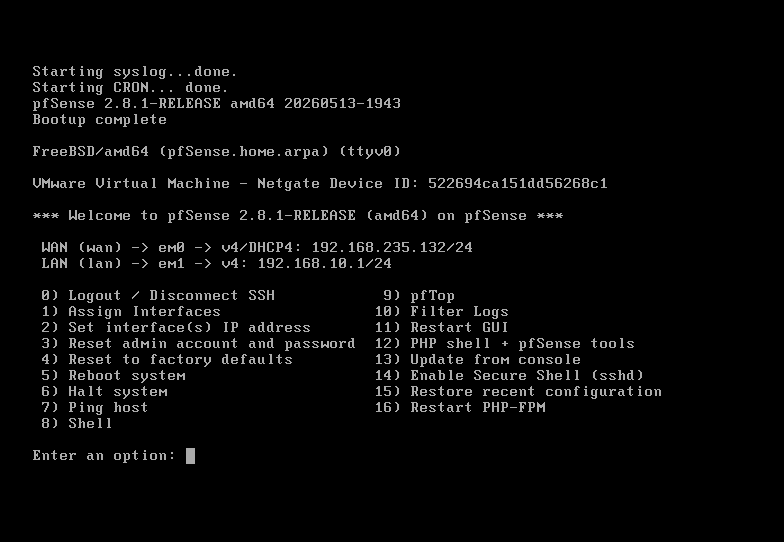 Starting syslog...done.
Starting CRON... done.
pfSense 2.8.1-RELEASE amd64 20260513-1943
Bootup complete

FreeBSD/amd64 (pfSense.home.arpa) (ttyv0)

VMware Virtual Machine - Netgate Device ID: 522694ca151dd56268c1

*** Welcome to pfSense 2.8.1-RELEASE (amd64) on pfSense ***

 WAN (wan) -> em0 -> v4/DHCP4: 192.168.235.132/24
 LAN (lan) -> em1 -> v4: 192.168.10.1/24

 0) Logout / Disconnect SSH            9) pfTop
 1) Assign Interfaces                 10) Filter Logs
 2) Set interface(s) IP address       11) Restart GUI
 3) Reset admin account and password  12) PHP shell + pfSense tools
 4) Reset to factory defaults         13) Update from console
 5) Reboot system                     14) Enable Secure Shell (sshd)
 6) Halt system                       15) Restore recent configuration
 7) Ping host                         16) Restart PHP-FPM
 8) Shell

Enter an option: